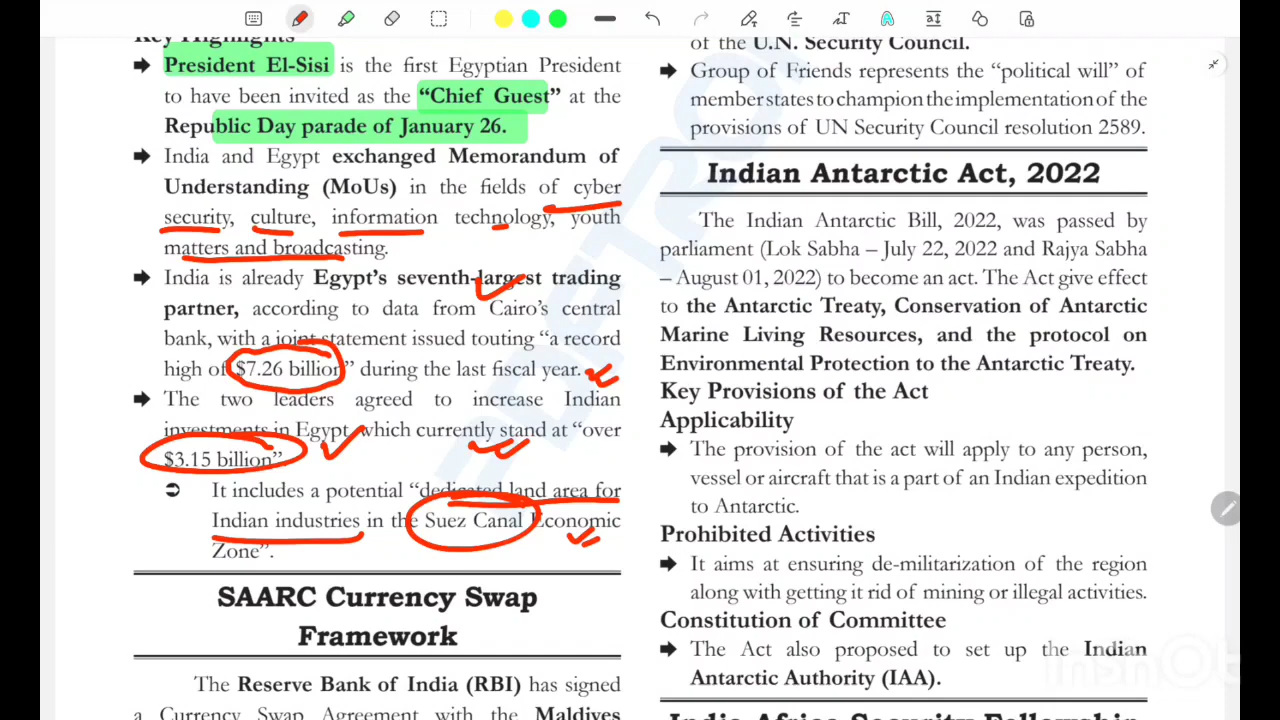 Key Highlights
President El-Sisi is the first Egyptian President
to have been invited as the “Chief Guest” at the
Republic Day parade of January 26.
India and Egypt exchanged Memorandum of
Understanding (MoUs) in the fields of cyber
security, culture, information technology, youth
matters and broadcasting.
India is already Egypt’s seventh-largest trading
partner, according to data from Cairo’s central
bank, with a joint statement issued touting “a record
high of $7.26 billion” during the last fiscal year.
The two leaders agreed to increase Indian
investments in Egypt, which currently stand at “over
$3.15 billion”.
It includes a potential “dedicated land area for
Indian industries in the Suez Canal Economic
Zone”.
SAARC Currency Swap
Framework
The Reserve Bank of India (RBI) has signed
a Currency Swap Agreement with the Maldives
of the U.N. Security Council.
Group of Friends represents the “political will” of
member states to champion the implementation of the
provisions of UN Security Council resolution 2589.
Indian Antarctic Act, 2022
The Indian Antarctic Bill, 2022, was passed by
parliament (Lok Sabha – July 22, 2022 and Rajya Sabha
– August 01, 2022) to become an act. The Act give effect
to the Antarctic Treaty, Conservation of Antarctic
Marine Living Resources, and the protocol on
Environmental Protection to the Antarctic Treaty.
Key Provisions of the Act
Applicability
The provision of the act will apply to any person,
vessel or aircraft that is a part of an Indian expedition
to Antarctic.
Prohibited Activities
It aims at ensuring de-militarization of the region
along with getting it rid of mining or illegal activities.
Constitution of Committee
The Act also proposed to set up the Indian
Antarctic Authority (IAA).
India Africa Security Fellowship